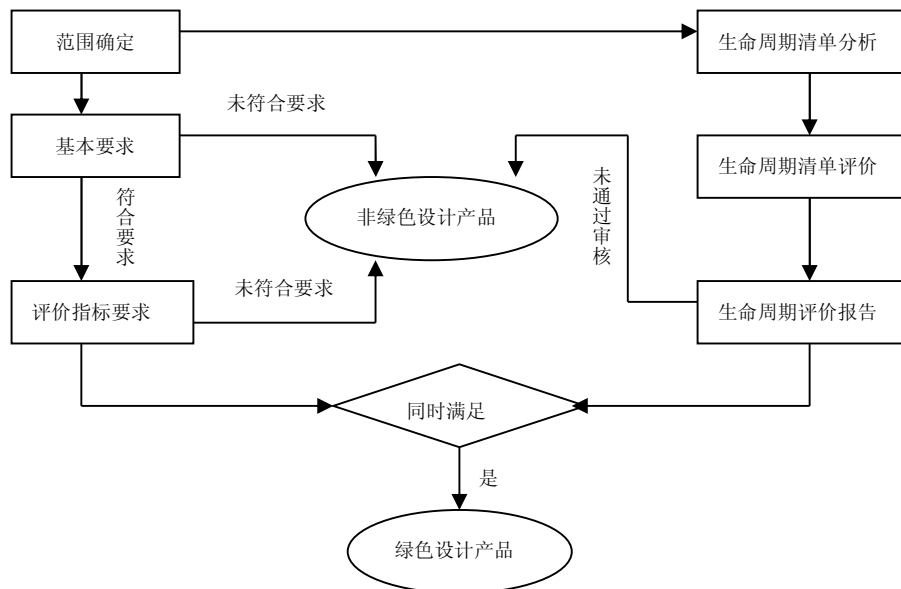 范围确定
生命周期清单分析
未符合要求
基本要求
生命周期清单评价
符合要求
未通过审核
非绿色设计产品
未符合要求
评价指标要求
生命周期评价报告
同时满足
是
绿色设计产品